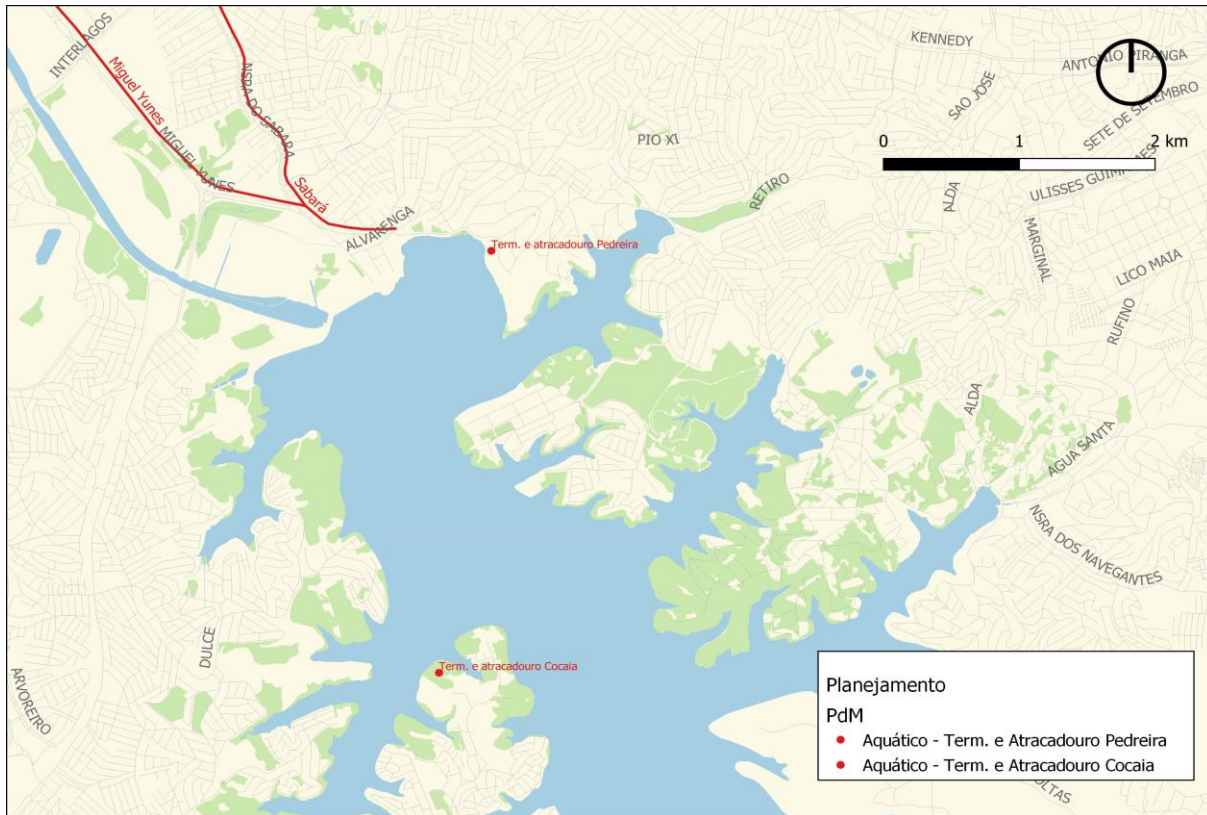 INTERLAGOS
Miguel Yunes
MIGUEL YUNES
NSRA DO SABARA
Sabará
ALVARENGA
KENNEDY
ANTONIO PIRANGA
SAO JOSE
SETE DE SETEMBRO
0 1 2 km
PIO XI
RETIRO
ALDA
ULISSES GUIMARAES
MARGINAL
LICO MAIA
RUFINO
Term. e atracadouro Pedreira
ALDA
AGUA SANTA
NSRA DOS NAVEGANTES
DULCE
ARVOREIRO
Term. e atracadouro Cocaia
Planejamento
PdM
Aquático - Term. e Atracadouro Pedreira
Aquático - Term. e Atracadouro Cocaia